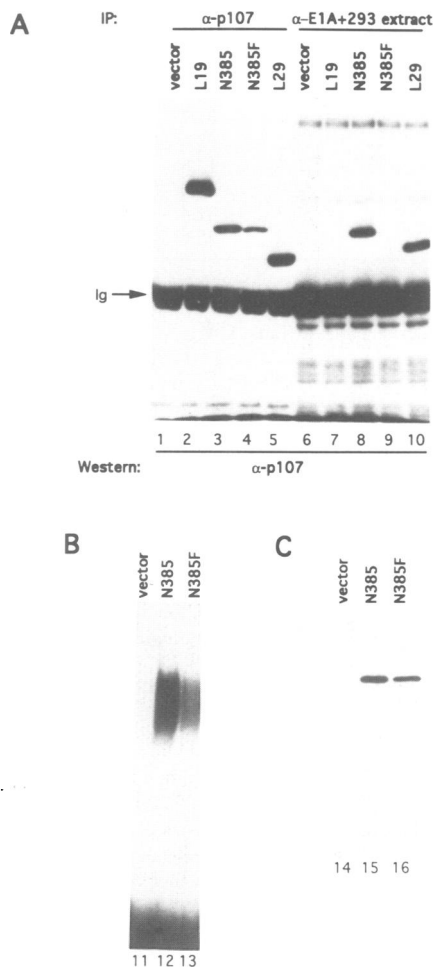 A
IP: α-p107 α-E1A+293 extract
vector L19 N385 N385F L29 vector L19 N385 N385F L29
Ig
1 2 3 4 5 6 7 8 9 10
Western: α-p107
B
vector N385 N385F
11 12 13
C
vector N385 N385F
14 15 16